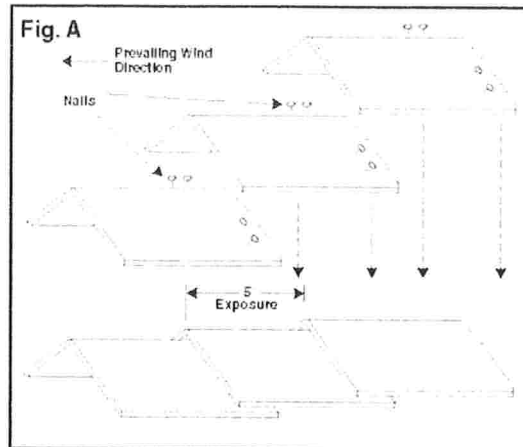 Fig. A
Prevailing Wind
Direction
Nails
5
Exposure